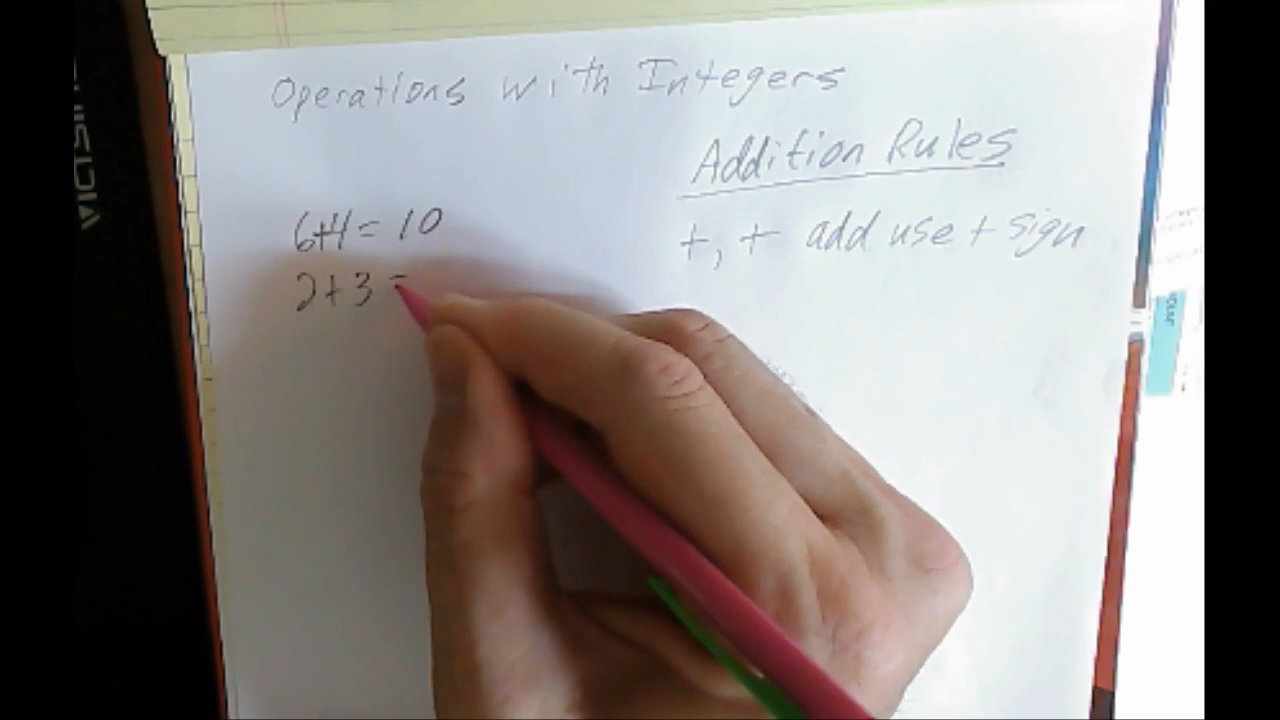 Operations with Integers
Addition Rules
+, + add use + sign
6+4 = 10
2+3 =